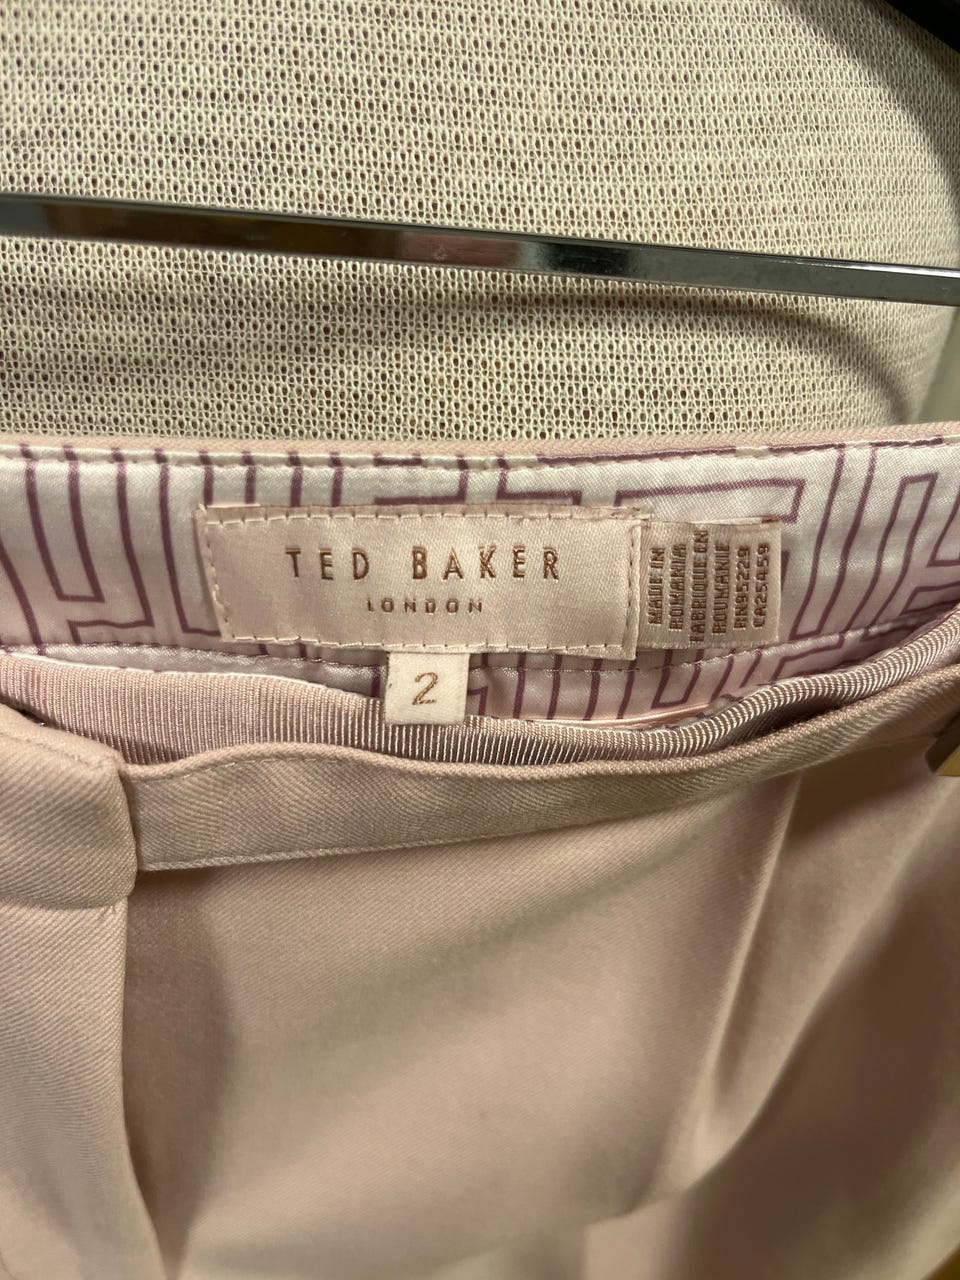 TED BAKER
LONDON
2
MADE IN
ROMANIA
FABRIQUE EN
ROUMANIE
RN95229
CA25459